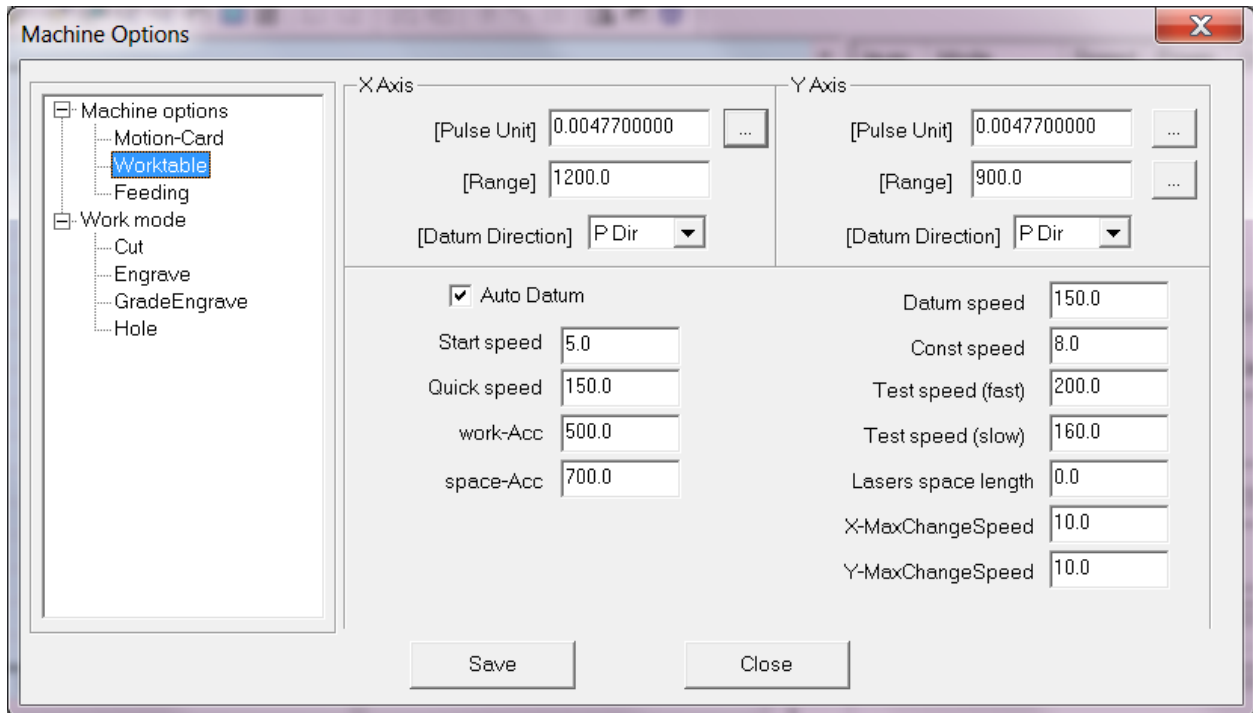 Machine Options
X
Machine options
Motion-Card
Worktable
Feeding
Work mode
Cut
Engrave
GradeEngrave
Hole
X Axis
[Pulse Unit] 0.0047700000 ...
[Range] 1200.0
[Datum Direction] P Dir
Y Axis
[Pulse Unit] 0.0047700000 ...
[Range] 900.0 ...
[Datum Direction] P Dir
Auto Datum
Start speed 5.0
Quick speed 150.0
work-Acc 500.0
space-Acc 700.0
Datum speed 150.0
Const speed 8.0
Test speed (fast) 200.0
Test speed (slow) 160.0
Lasers space length 0.0
X-MaxChangeSpeed 10.0
Y-MaxChangeSpeed 10.0
Save
Close